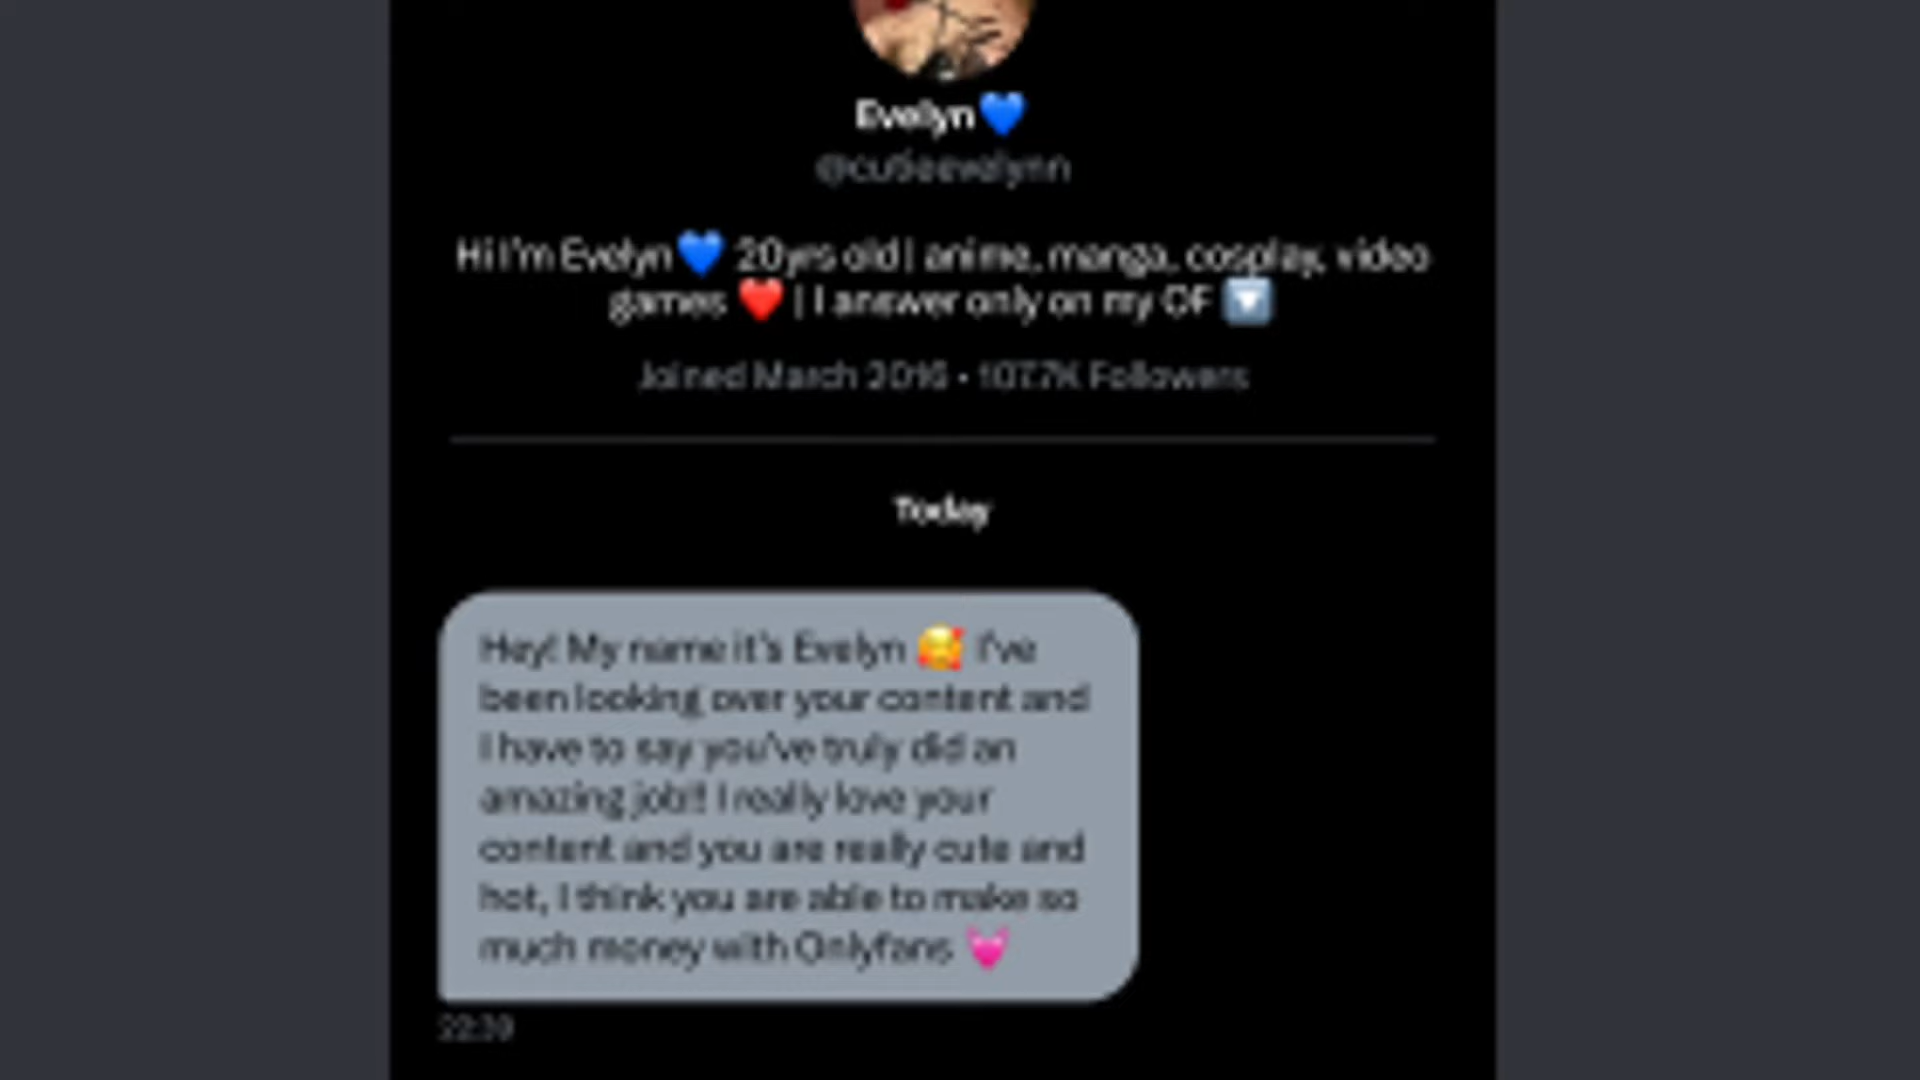 Evelyn💙
@cutieevelynn
Hi I'm Evelyn💙 20yrs old| anime, manga, cosplay, video
games ❤️ | I answer only on my OF 🔽
Joined March 2016 • 107.7K Followers
Today
Hey! My name it's Evelyn 🥰 I've
been looking over your content and
I have to say you've truly did an
amazing job!! I really love your
content and you are really cute and
hot, I think you are able to make so
much money with Onlyfans 💓